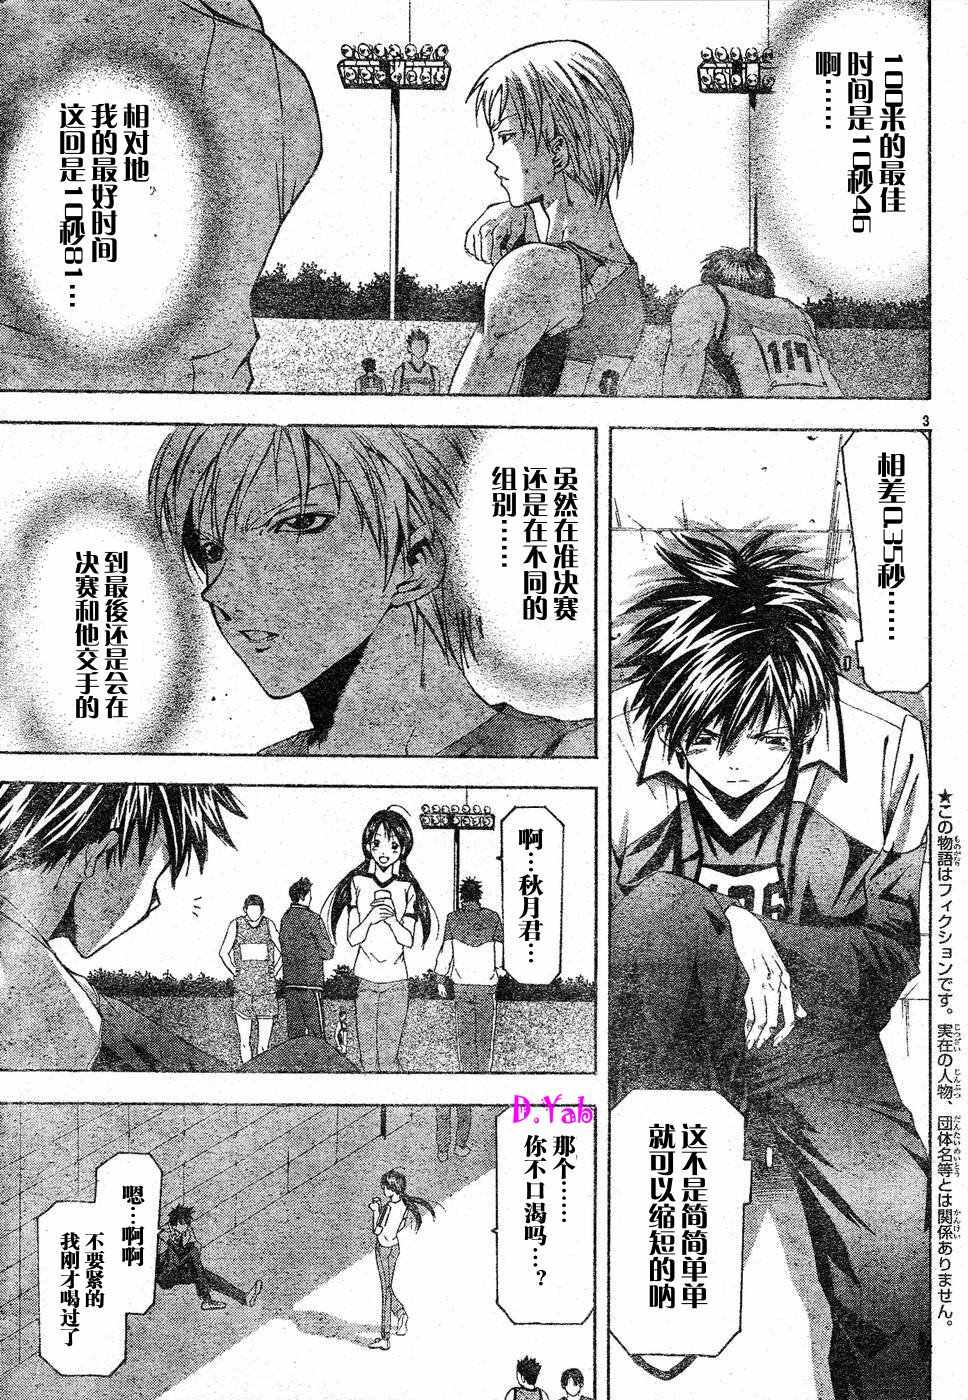 100米的最佳
时间是10秒46
啊……
相对地
我的最好时间
这回是10秒81…
117
3
相差0.35秒……
虽然在准决赛
还是在不同的
组别……
到最後还是会在
决赛和他交手的
这不是简简单单
就可以缩短的呐
啊…秋月君…
D.Yab
那个……
你不口渴吗…?
嗯…啊啊
不要紧的
我刚才喝过了
★この物語はフィクションです。実在の人物、団体名等とは関係ありません。